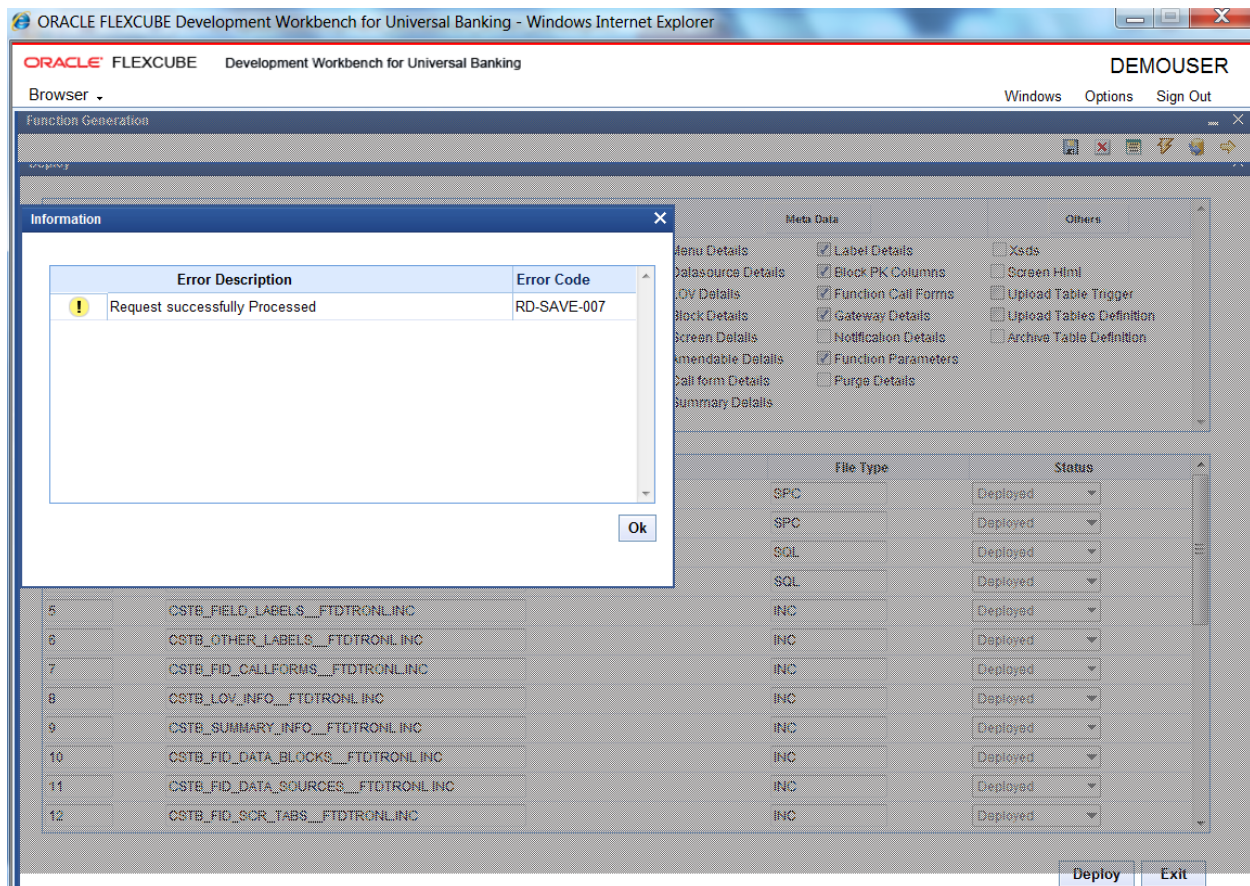 ORACLE FLEXCUBE Development Workbench for Universal Banking - Windows Internet Explorer
ORACLE FLEXCUBE Development Workbench for Universal Banking
DEMOUSER
Browser
Windows Options Sign Out
Function Generation
Deploy
Information
Error Description Error Code
Request successfully Processed RD-SAVE-007
Ok
Meta Data Others
Menu Details Label Details Xsds
Datasource Details Block PK Columns Screen Html
LOV Details Function Call Forms Upload Table Trigger
Block Details Gateway Details Upload Tables Definition
Screen Details Notification Details Archive Table Definition
Amendable Details Function Parameters
Call form Details Purge Details
Summary Details
File Type Status
SPC Deployed
SPC Deployed
SQL Deployed
SQL Deployed
5 CSTB_FIELD_LABELS__FTDTRONL.INC INC Deployed
6 CSTB_OTHER_LABELS__FTDTRONL.INC INC Deployed
7 CSTB_FID_CALLFORMS__FTDTRONL.INC INC Deployed
8 CSTB_LOV_INFO__FTDTRONL.INC INC Deployed
9 CSTB_SUMMARY_INFO__FTDTRONL.INC INC Deployed
10 CSTB_FID_DATA_BLOCKS__FTDTRONL.INC INC Deployed
11 CSTB_FID_DATA_SOURCES__FTDTRONL.INC INC Deployed
12 CSTB_FID_SCR_TABS__FTDTRONL.INC INC Deployed
Deploy Exit